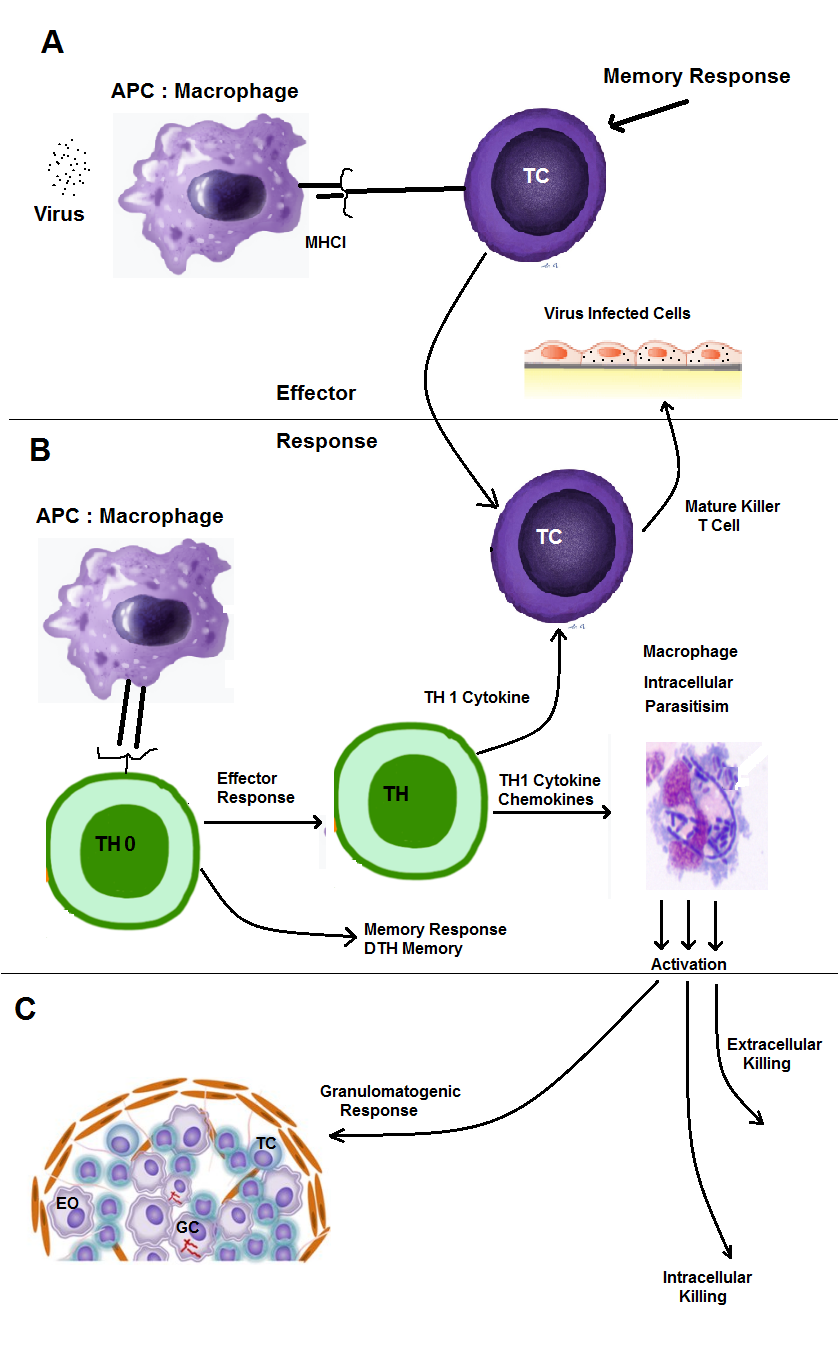 A
APC : Macrophage
Memory Response
TC
Virus
MHCI
Virus Infected Cells
Effector
Response
B
APC : Macrophage
Mature Killer
T Cell
TC
Macrophage
Intracellular
Parasitisim
TH 1 Cytokine
Effector
Response
TH
TH1 Cytokine
Chemokines
TH 0
Memory Response
DTH Memory
Activation
C
Extracellular
Killing
Granulomatogenic
Response
TC
EO
GC
Intracellular
Killing